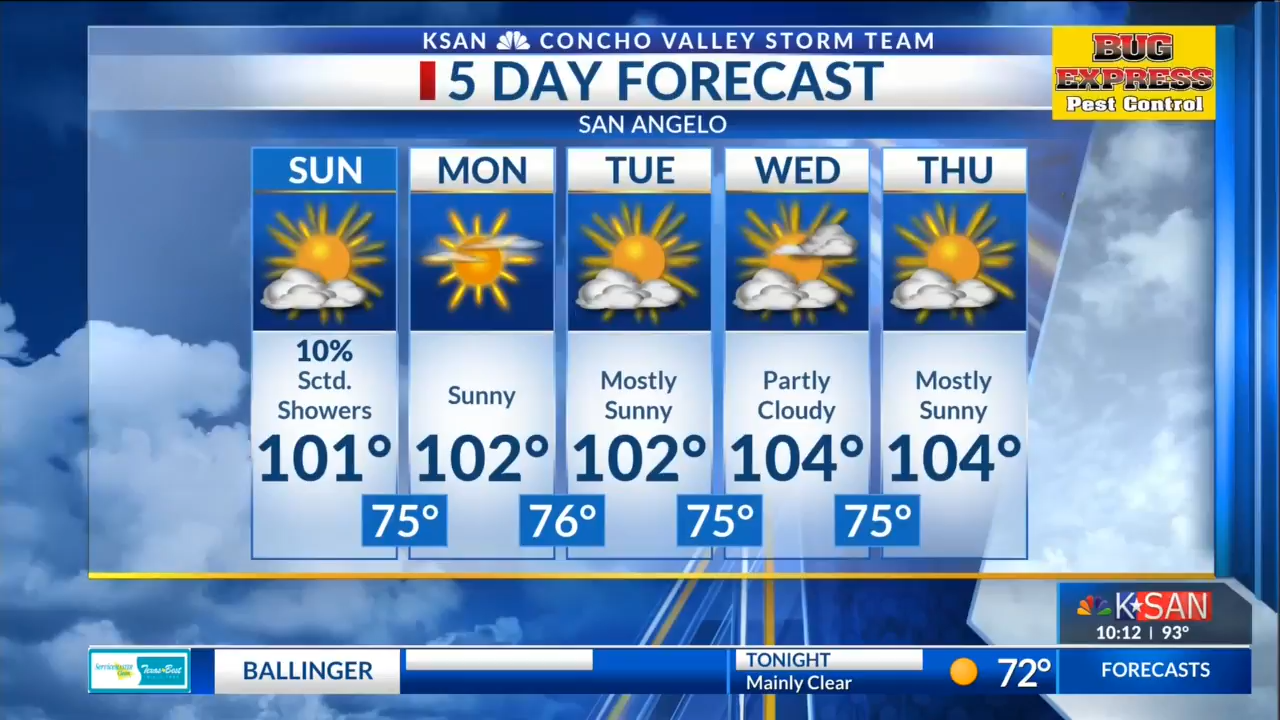 KSAN CONCHO VALLEY STORM TEAM
5 DAY FORECAST
SAN ANGELO
BUG
EXPRESS
Pest Control
SUN
MON
TUE
WED
THU
10%
Sctd.
Showers
Sunny
Mostly
Sunny
Partly
Cloudy
Mostly
Sunny
101°
102°
102°
104°
104°
75°
76°
75°
75°
KSAN
10:12 | 93°
BALLINGER
TONIGHT
Mainly Clear
72°
FORECASTS